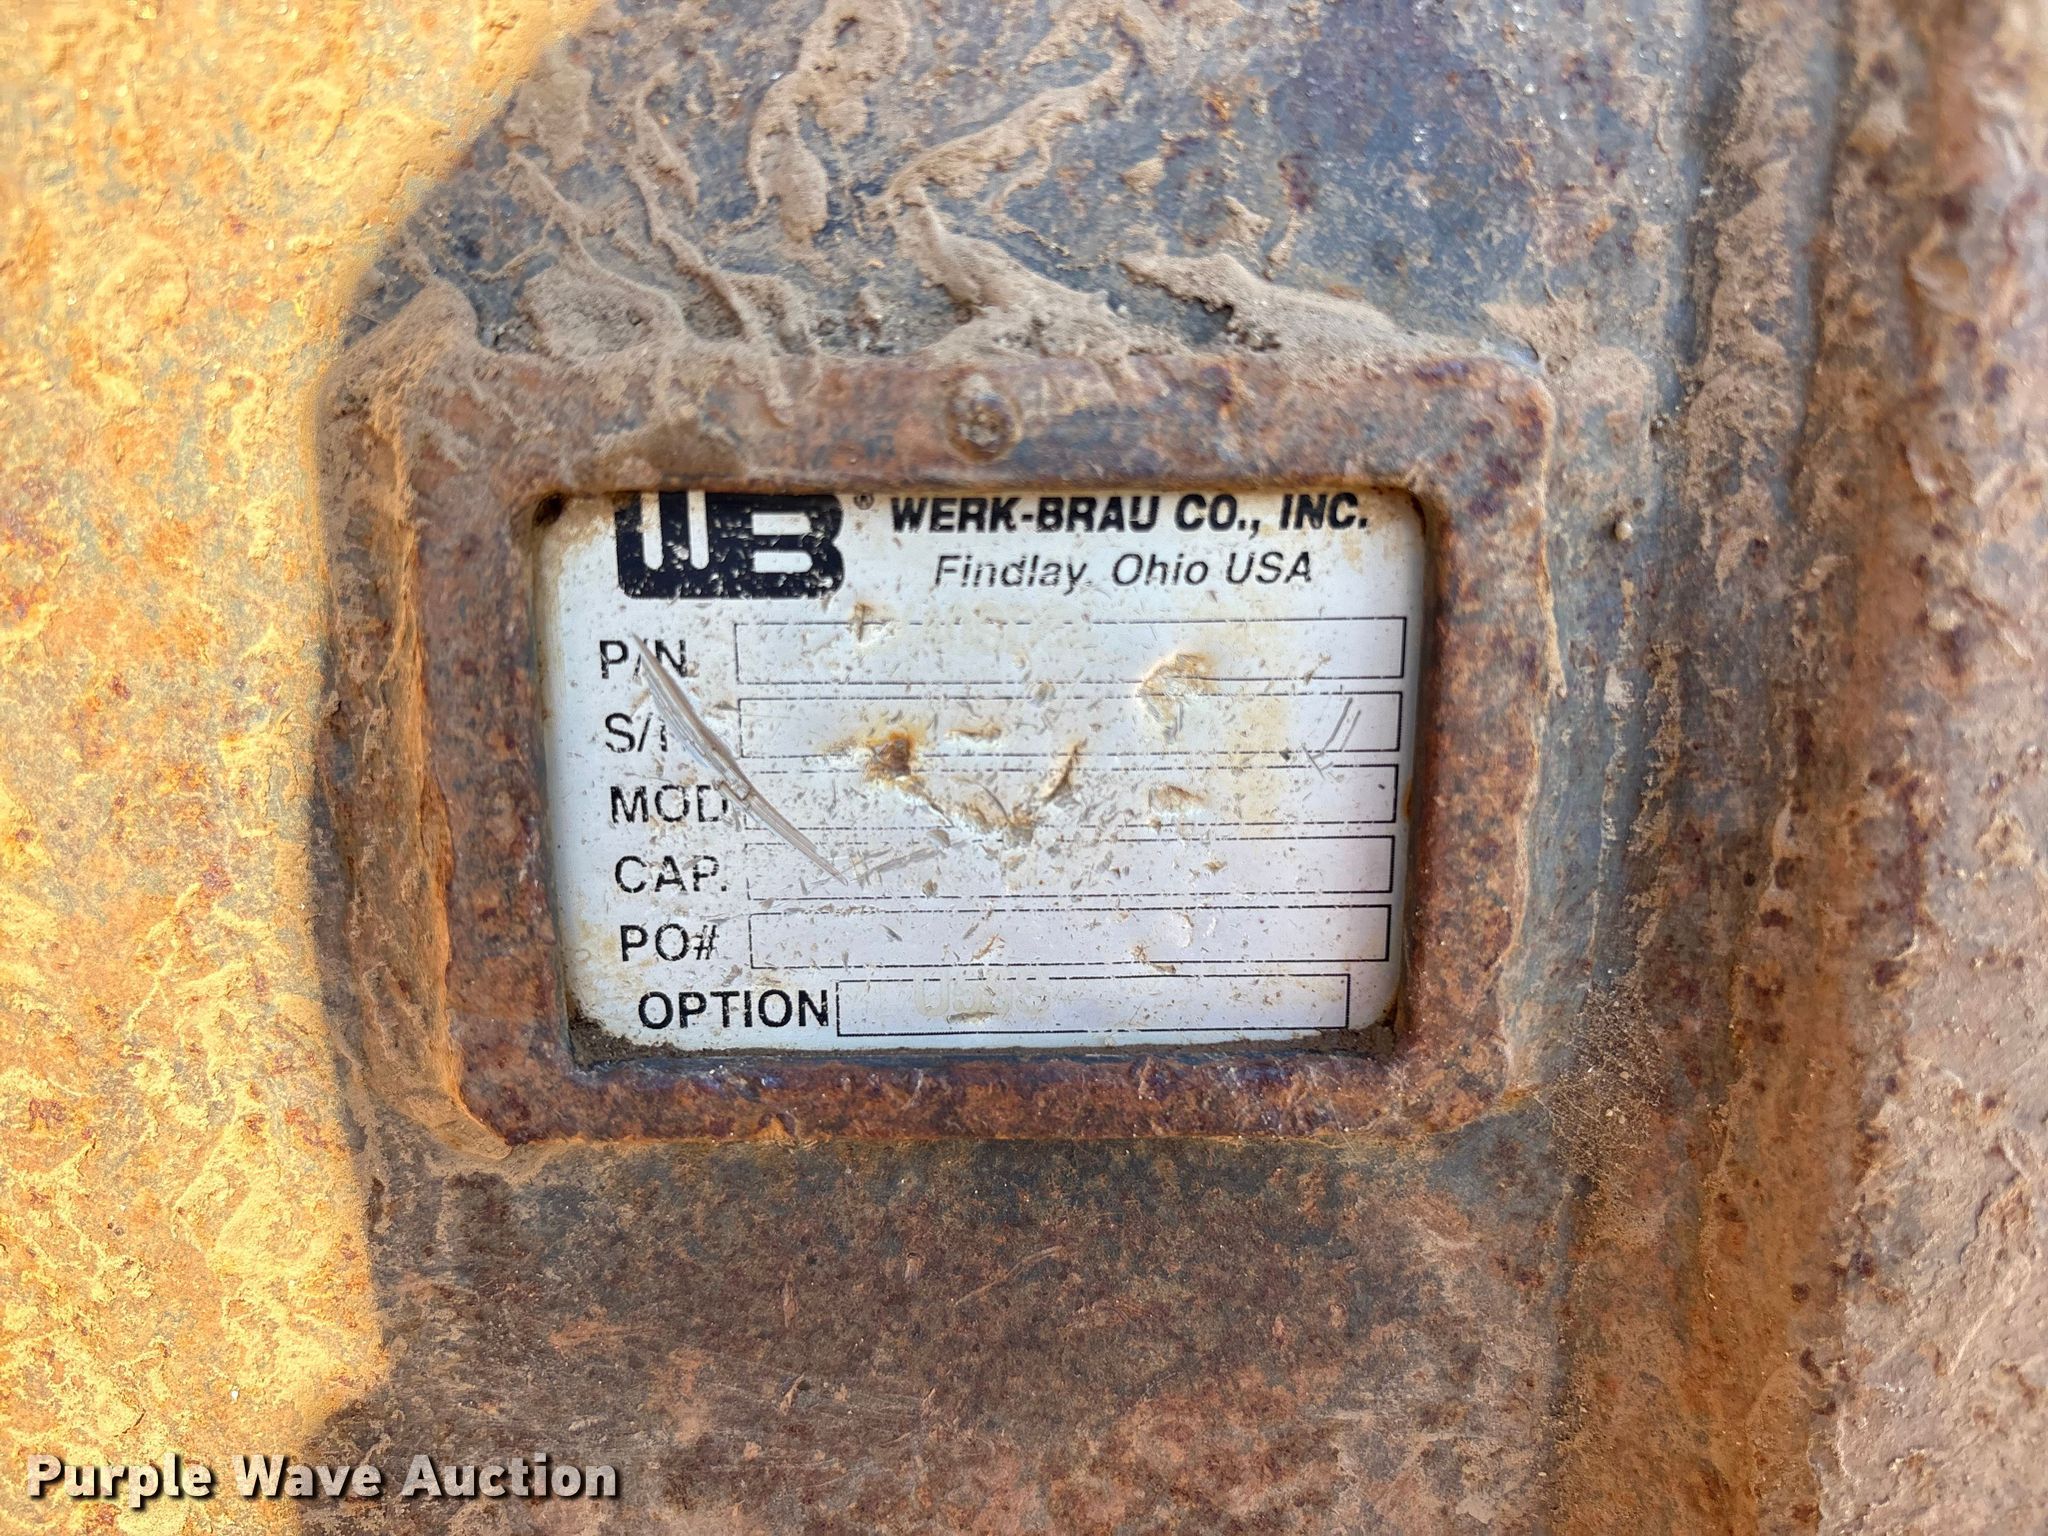 WB® WERK-BRAU CO., INC.
Findlay, Ohio USA
P/N
MOD
CAP.
PO#
OPTION
Purple Wave Auction